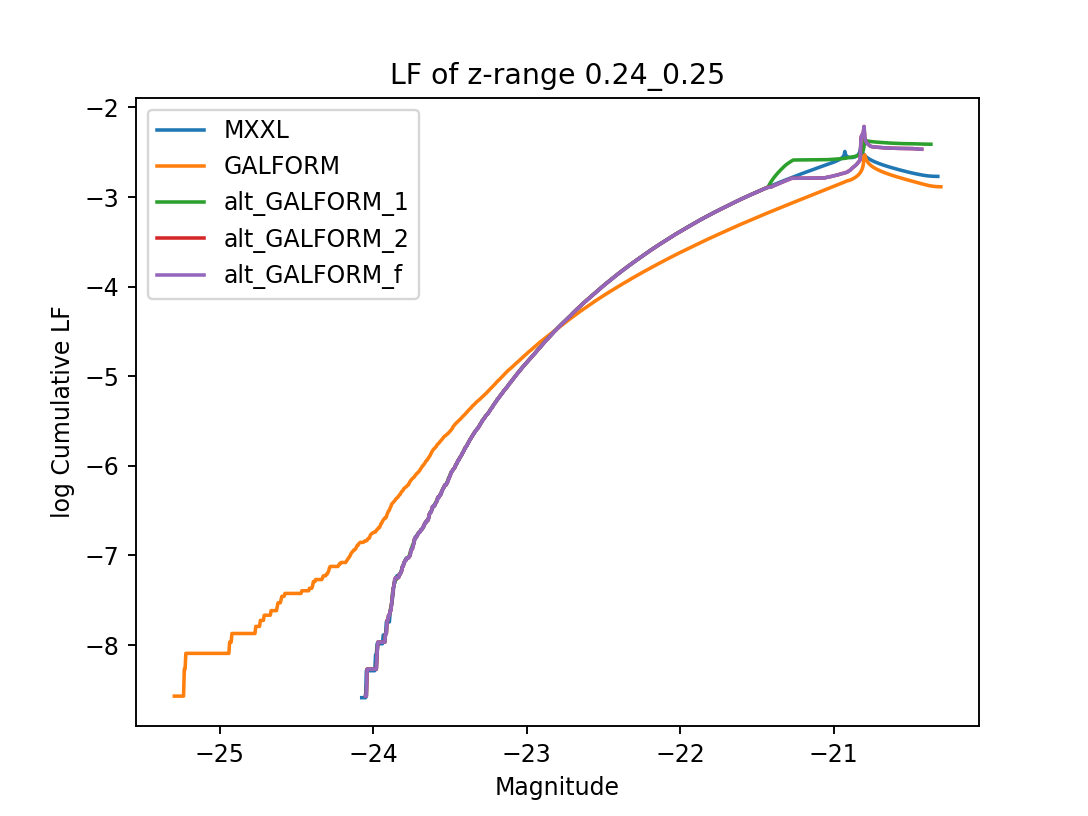 LF of z-range 0.24_0.25
MXXL
GALFORM
alt_GALFORM_1
alt_GALFORM_2
alt_GALFORM_f
−2
−3
−4
−5
−6
−7
−8
log Cumulative LF
−25
−24
−23
−22
−21
Magnitude